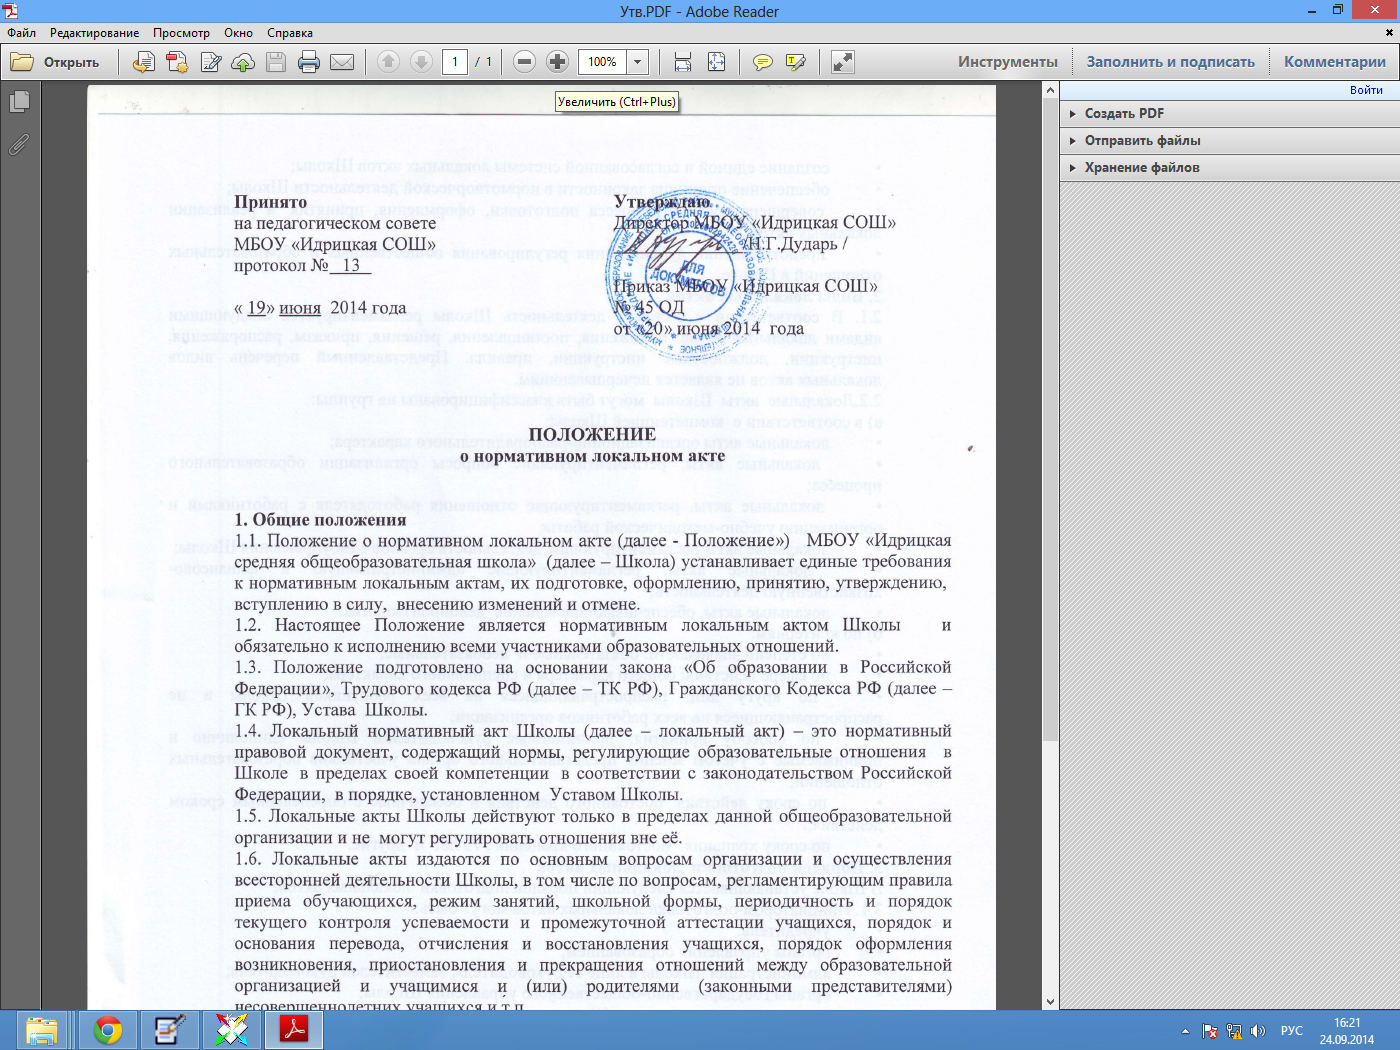 Утв.PDF - Adobe Reader
Файл Редактирование Просмотр Окно Справка
Открыть 1 / 1 100% Инструменты Заполнить и подписать Комментарии
Увеличить (Ctrl+Plus)
Войти
Создать PDF
Отправить файлы
Хранение файлов
Принято
на педагогическом совете
МБОУ «Идрицкая СОШ»
протокол № 13
« 19» июня 2014 года
Утверждаю
Директор МБОУ «Идрицкая СОШ»
/Н.Г.Дударь /
Приказ МБОУ «Идрицкая СОШ»
№ 45 ОД
от «20» июня 2014 года
ДЛЯ
ДОКУМЕНТОВ
ПОЛОЖЕНИЕ
о нормативном локальном акте
1. Общие положения
1.1. Положение о нормативном локальном акте (далее - Положение») МБОУ «Идрицкая
средняя общеобразовательная школа» (далее – Школа) устанавливает единые требования
к нормативным локальным актам, их подготовке, оформлению, принятию, утверждению,
вступлению в силу, внесению изменений и отмене.
1.2. Настоящее Положение является нормативным локальным актом Школы и
обязательно к исполнению всеми участниками образовательных отношений.
1.3. Положение подготовлено на основании закона «Об образовании в Российской
Федерации», Трудового кодекса РФ (далее – ТК РФ), Гражданского Кодекса РФ (далее –
ГК РФ), Устава Школы.
1.4. Локальный нормативный акт Школы (далее – локальный акт) – это нормативный
правовой документ, содержащий нормы, регулирующие образовательные отношения в
Школе в пределах своей компетенции в соответствии с законодательством Российской
Федерации, в порядке, установленном Уставом Школы.
1.5. Локальные акты Школы действуют только в пределах данной общеобразовательной
организации и не могут регулировать отношения вне её.
1.6. Локальные акты издаются по основным вопросам организации и осуществления
всесторонней деятельности Школы, в том числе по вопросам, регламентирующим правила
приема обучающихся, режим занятий, школьной формы, периодичность и порядок
текущего контроля успеваемости и промежуточной аттестации учащихся, порядок и
основания перевода, отчисления и восстановления учащихся, порядок оформления
возникновения, приостановления и прекращения отношений между образовательной
организацией и учащимися и (или) родителями (законными представителями)
несовершеннолетних учащихся и т.п.
РУС
16:21
24.09.2014